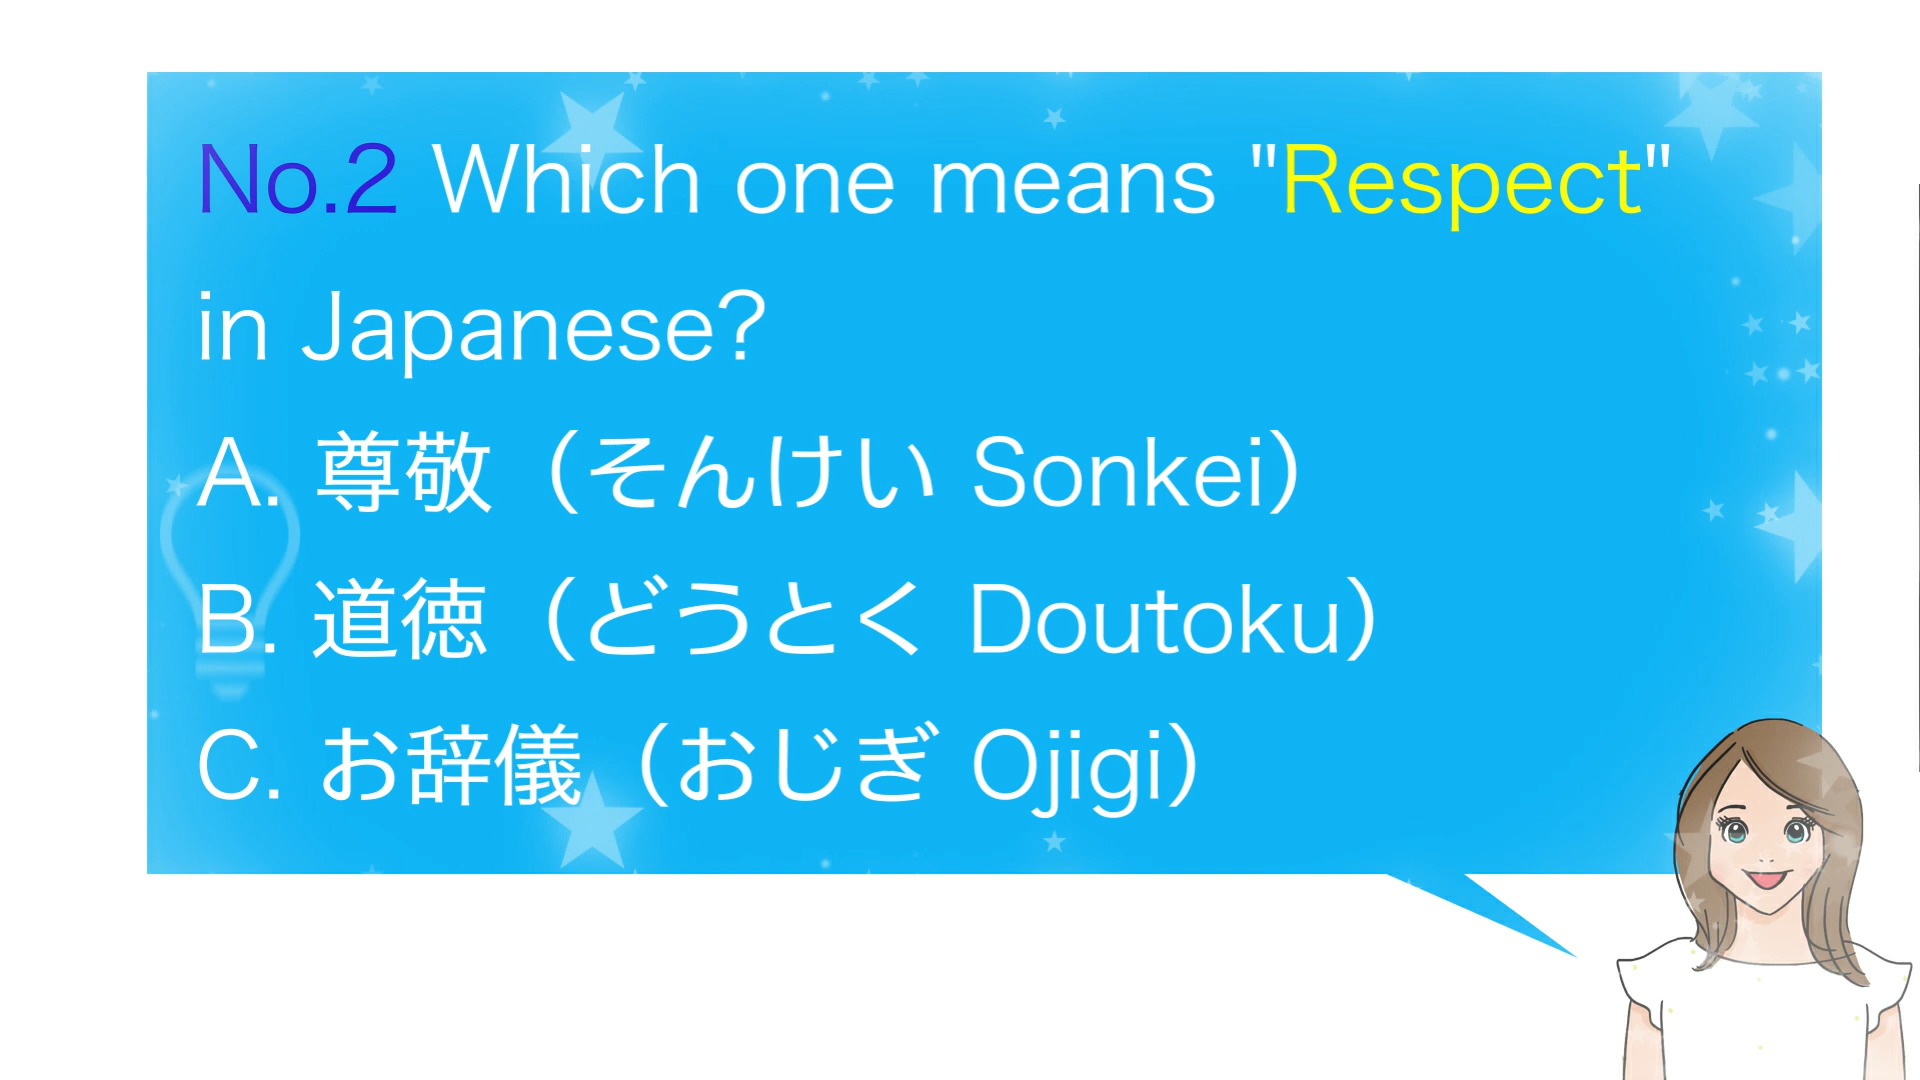 No.2 Which one means "Respect"
in Japanese?
A. 尊敬（そんけい Sonkei）
B. 道徳（どうとく Doutoku）
C. お辞儀（おじぎ Ojigi）